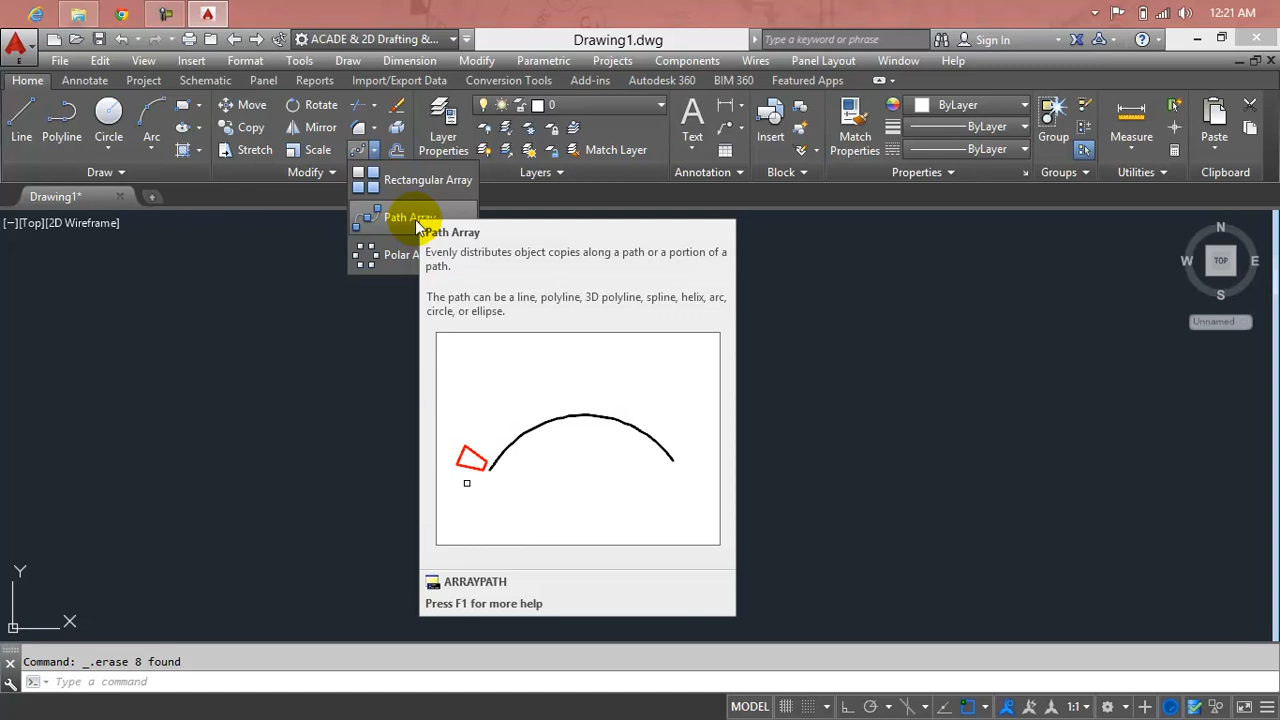 12:21 AM
ACADE & 2D Drafting &...
Drawing1.dwg
Type a keyword or phrase
Sign In
File Edit View Insert Format Tools Draw Dimension Modify Parametric Projects Components Wires Panel Layout Window Help
Home Annotate Project Schematic Panel Reports Import/Export Data Conversion Tools Add-ins Autodesk 360 BIM 360 Featured Apps
Line Polyline Circle Arc
Move Rotate
Copy Mirror
Stretch Scale
Layer Properties
0
Match Layer
Text
Insert
Match Properties
ByLayer
ByLayer
ByLayer
Group
Measure
Paste
Draw Modify Layers Annotation Block Properties Groups Utilities Clipboard
Drawing1*
[−][Top][2D Wireframe]
Rectangular Array
Path Array
Polar A
Path Array
Evenly distributes object copies along a path or a portion of a
path.
The path can be a line, polyline, 3D polyline, spline, helix, arc,
circle, or ellipse.
ARRAYPATH
Press F1 for more help
N
W TOP E
S
Unnamed
Y
X
Command: _.erase 8 found
Type a command
MODEL
1:1